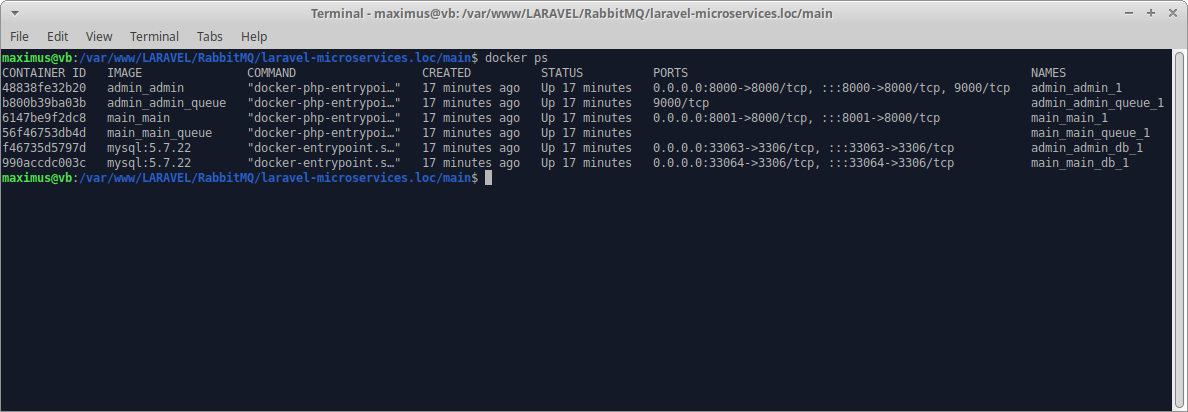 Terminal - maximus@vb: /var/www/LARAVEL/RabbitMQ/laravel-microservices.loc/main
File Edit View Terminal Tabs Help
maximus@vb:/var/www/LARAVEL/RabbitMQ/laravel-microservices.loc/main$ docker ps
CONTAINER ID IMAGE COMMAND CREATED STATUS PORTS NAMES
48838fe32b20 admin_admin "docker-php-entrypoi…" 17 minutes ago Up 17 minutes 0.0.0.0:8000->8000/tcp, :::8000->8000/tcp, 9000/tcp admin_admin_1
b800b39ba03b admin_admin_queue "docker-php-entrypoi…" 17 minutes ago Up 17 minutes 9000/tcp admin_admin_queue_1
6147be9f2dc8 main_main "docker-php-entrypoi…" 17 minutes ago Up 17 minutes 0.0.0.0:8001->8000/tcp, :::8001->8000/tcp main_main_1
56f46753db4d main_main_queue "docker-php-entrypoi…" 17 minutes ago Up 17 minutes main_main_queue_1
f46735d5797d mysql:5.7.22 "docker-entrypoint.s…" 17 minutes ago Up 17 minutes 0.0.0.0:33063->3306/tcp, :::33063->3306/tcp admin_admin_db_1
990accdc003c mysql:5.7.22 "docker-entrypoint.s…" 17 minutes ago Up 17 minutes 0.0.0.0:33064->3306/tcp, :::33064->3306/tcp main_main_db_1
maximus@vb:/var/www/LARAVEL/RabbitMQ/laravel-microservices.loc/main$